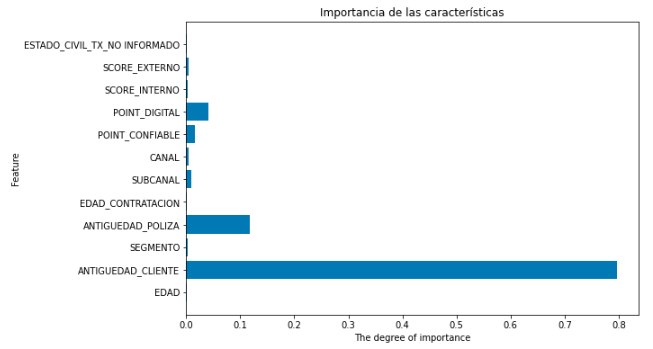 Importancia de las características
Feature
ESTADO_CIVIL_TX_NO INFORMADO
SCORE_EXTERNO
SCORE_INTERNO
POINT_DIGITAL
POINT_CONFIABLE
CANAL
SUBCANAL
EDAD_CONTRATACION
ANTIGUEDAD_POLIZA
SEGMENTO
ANTIGUEDAD_CLIENTE
EDAD
0.0 0.1 0.2 0.3 0.4 0.5 0.6 0.7 0.8
The degree of importance